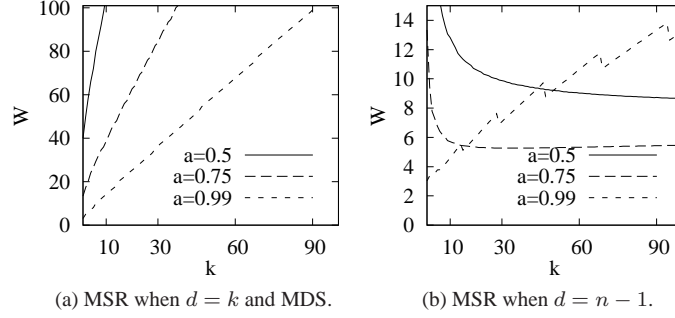 100
80
60
40
20
0
W
10
30
60
90
k
a=0.5
a=0.75
a=0.99
(a) MSR when d = k and MDS.
14
12
10
8
6
4
2
0
W
10
30
60
90
k
a=0.5
a=0.75
a=0.99
(b) MSR when d = n − 1.